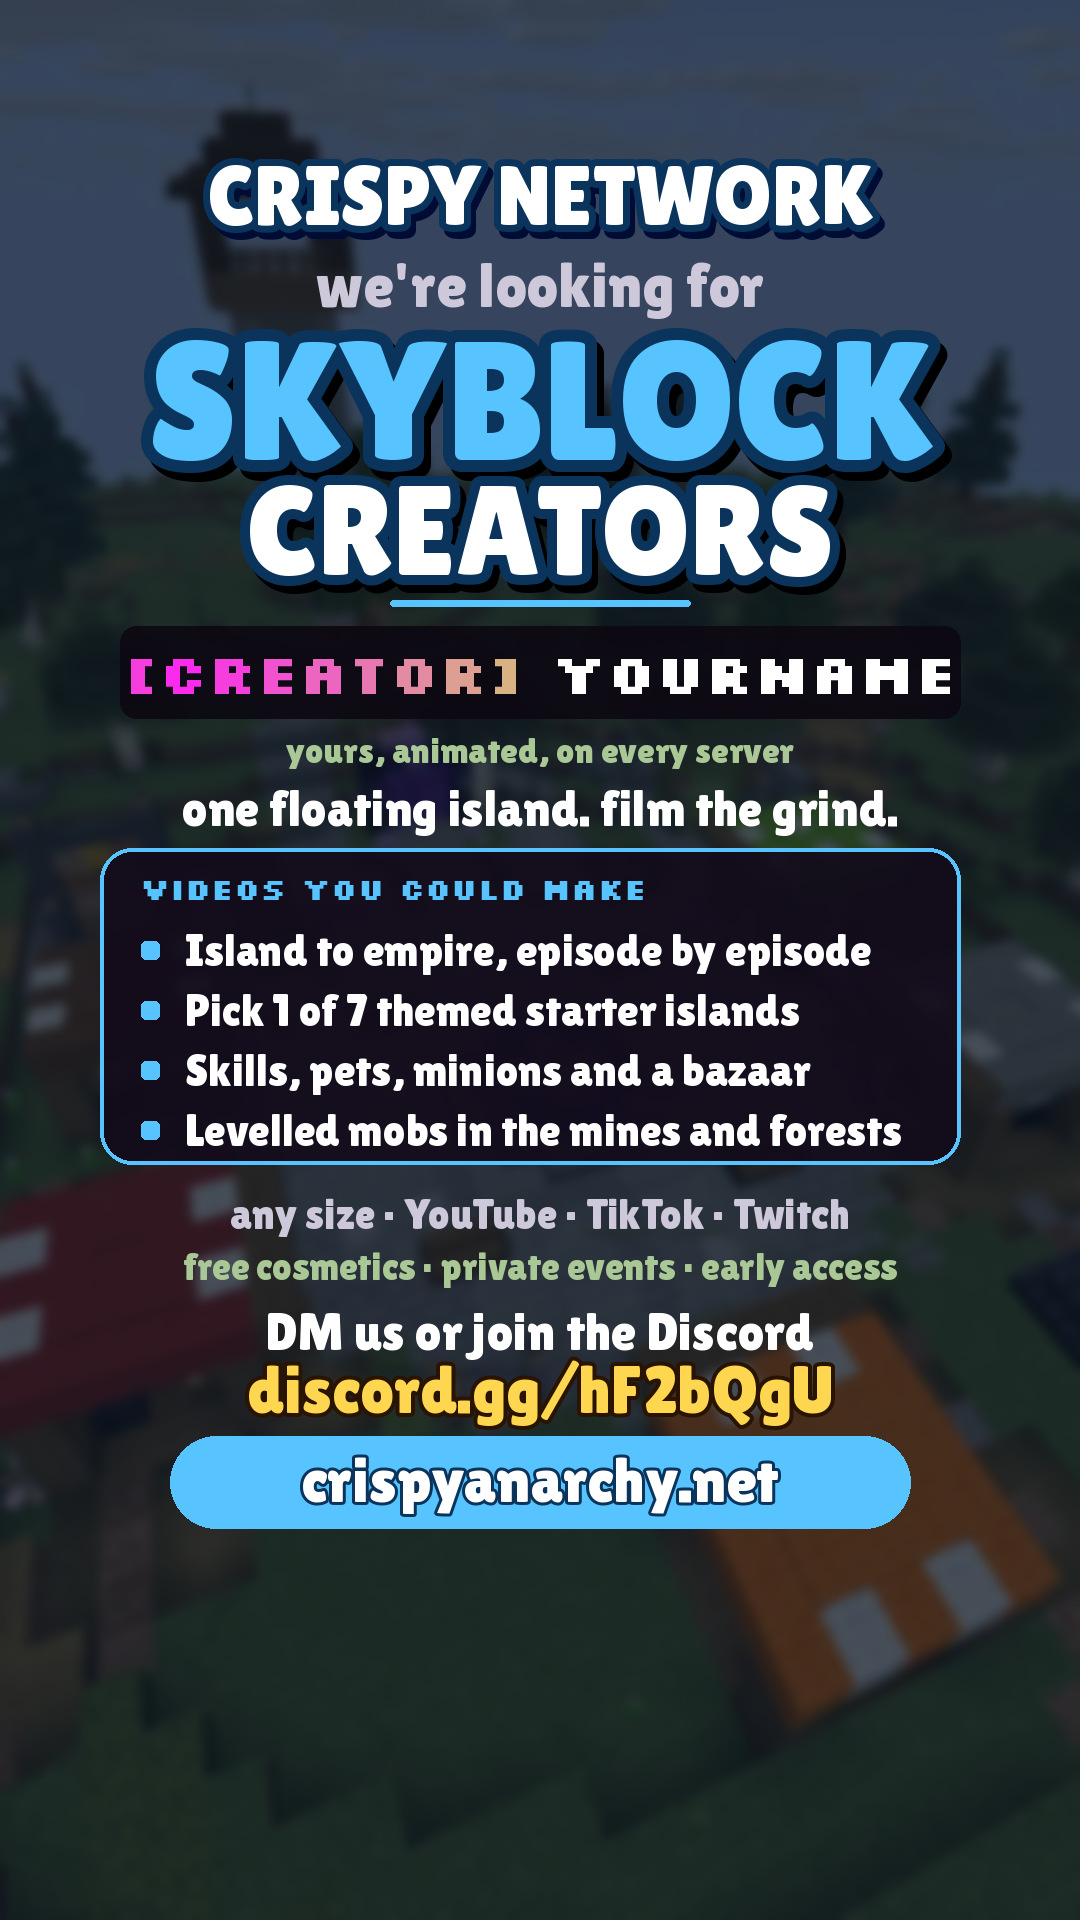 CRISPY NETWORK
we're looking for
SKYBLOCK
CREATORS
[CREATOR] YOURNAME
yours, animated, on every server
one floating island. film the grind.
VIDEOS YOU COULD MAKE
Island to empire, episode by episode
Pick 1 of 7 themed starter islands
Skills, pets, minions and a bazaar
Levelled mobs in the mines and forests
any size · YouTube · TikTok · Twitch
free cosmetics · private events · early access
DM us or join the Discord
discord.gg/hF2bQgU
crispyanarchy.net